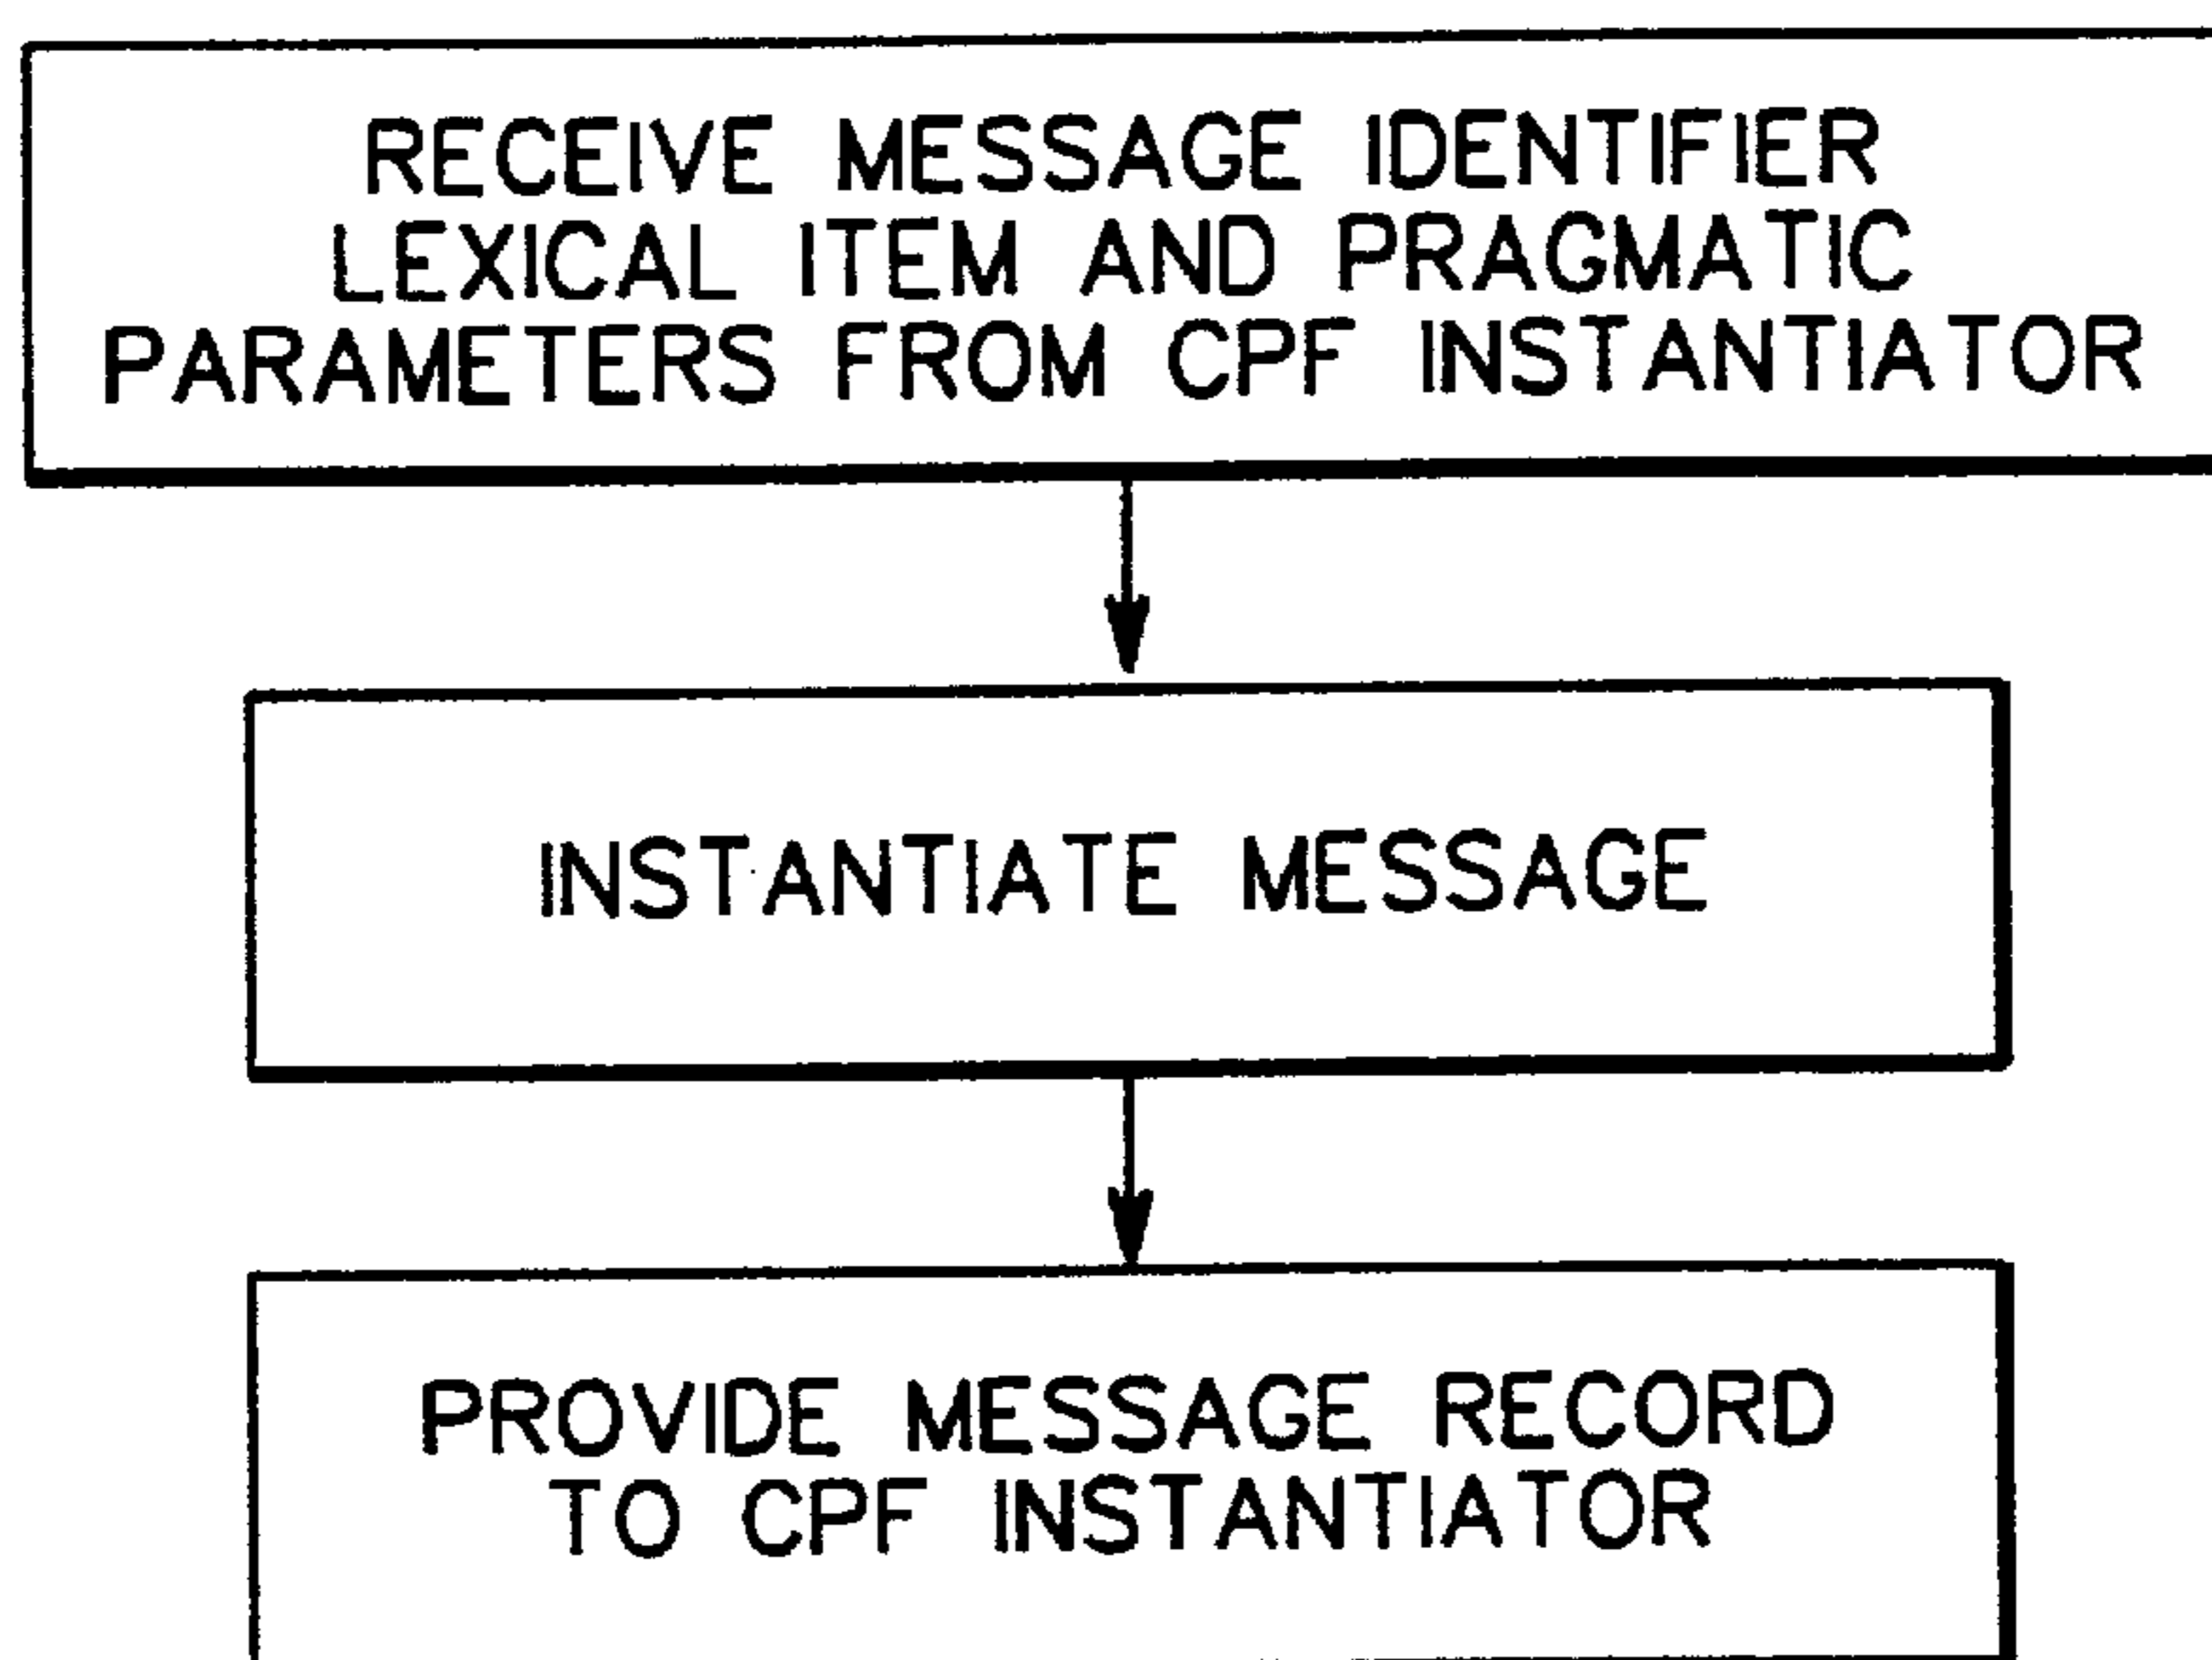 RECEIVE MESSAGE IDENTIFIER
LEXICAL ITEM AND PRAGMATIC
PARAMETERS FROM CPF INSTANTIATOR
INSTANTIATE MESSAGE
PROVIDE MESSAGE RECORD
TO CPF INSTANTIATOR